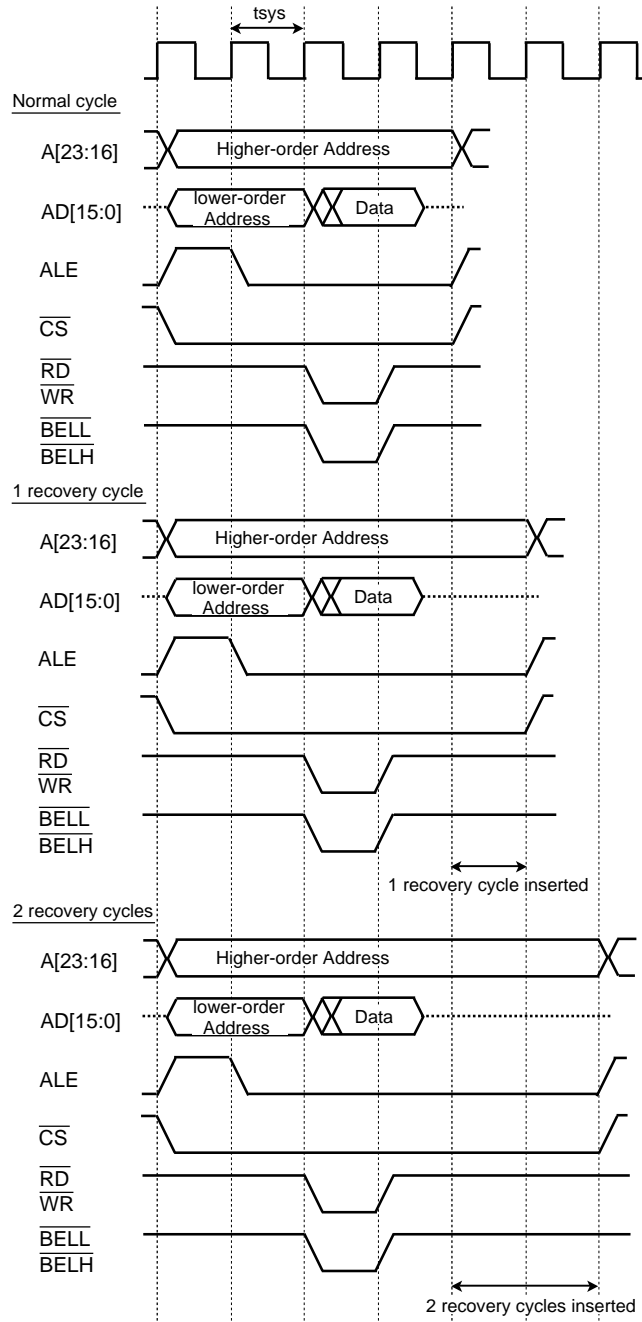 tsys
Normal cycle
A[23:16]
Higher-order Address
AD[15:0]
lower-order
Address
Data
ALE
CS
RD
WR
BELL
BELH
1 recovery cycle
A[23:16]
Higher-order Address
AD[15:0]
lower-order
Address
Data
ALE
CS
RD
WR
BELL
BELH
1 recovery cycle inserted
2 recovery cycles
A[23:16]
Higher-order Address
AD[15:0]
lower-order
Address
Data
ALE
CS
RD
WR
BELL
BELH
2 recovery cycles inserted